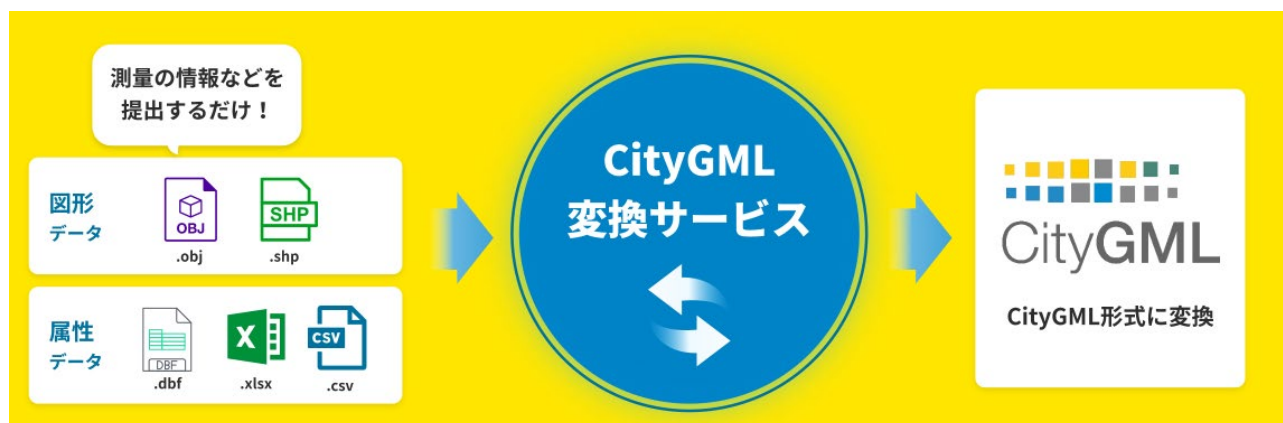 測量の情報などを
提出するだけ！
図形
データ
OBJ
.obj
SHP
.shp
属性
データ
DBF
.dbf
X
.xlsx
CSV
.csv
CityGML
変換サービス
CityGML
CityGML形式に変換